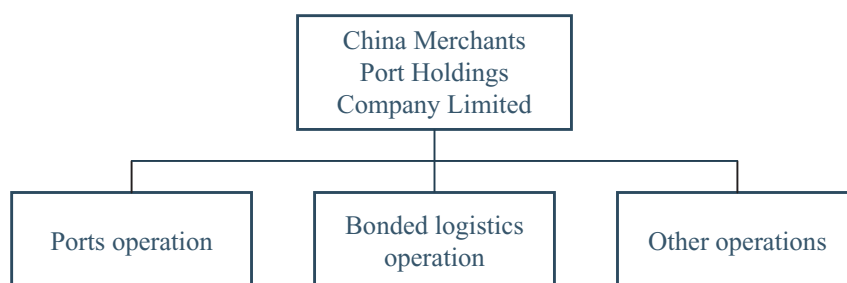 China Merchants
Port Holdings
Company Limited
Ports operation
Bonded logistics
operation
Other operations